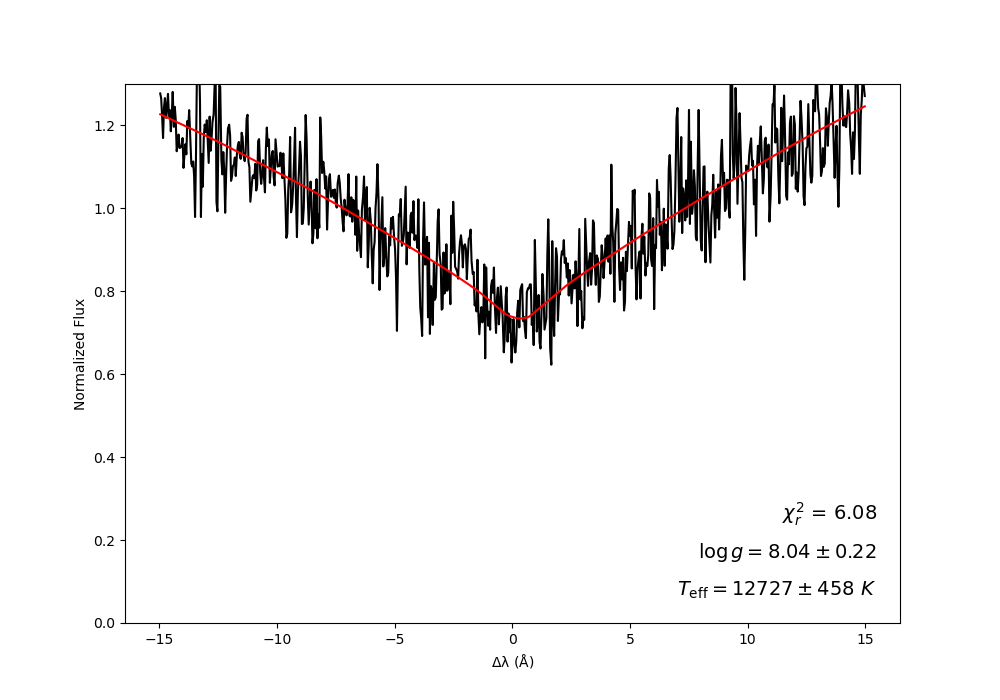 1.2
1.0
0.8
0.6
0.4
0.2
0.0
Normalized Flux
χ²ᵣ = 6.08
log g = 8.04 ± 0.22
T_eff = 12727 ± 458 K
−15 −10 −5 0 5 10 15
Δλ (Å)